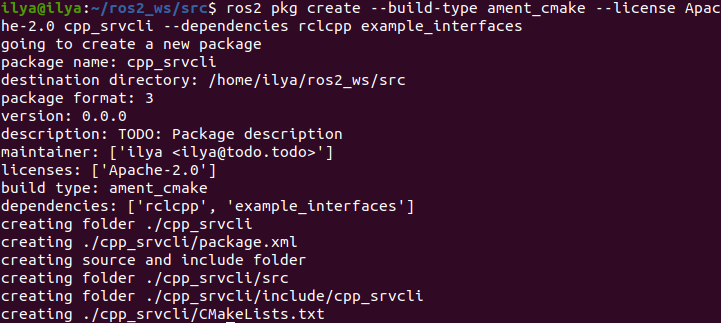 ilya@ilya:~/ros2_ws/src$ ros2 pkg create --build-type ament_cmake --license Apac
he-2.0 cpp_srvcli --dependencies rclcpp example_interfaces
going to create a new package
package name: cpp_srvcli
destination directory: /home/ilya/ros2_ws/src
package format: 3
version: 0.0.0
description: TODO: Package description
maintainer: ['ilya <ilya@todo.todo>']
licenses: ['Apache-2.0']
build type: ament_cmake
dependencies: ['rclcpp', 'example_interfaces']
creating folder ./cpp_srvcli
creating ./cpp_srvcli/package.xml
creating source and include folder
creating folder ./cpp_srvcli/src
creating folder ./cpp_srvcli/include/cpp_srvcli
creating ./cpp_srvcli/CMakeLists.txt